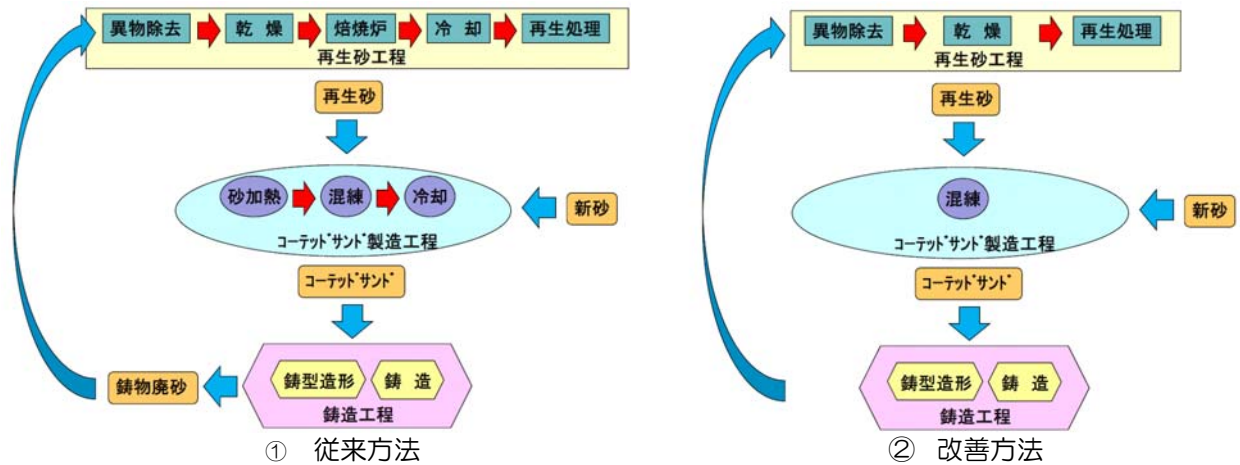 異物除去 乾燥 焙焼炉 冷却 再生処理
再生砂工程
再生砂
砂加熱 混練 冷却
新砂
コーテッドサンド製造工程
コーテッドサンド
鋳物廃砂
鋳型造形 鋳造
鋳造工程
① 従来方法
異物除去 乾燥 再生処理
再生砂工程
再生砂
混練
新砂
コーテッドサンド製造工程
コーテッドサンド
鋳型造形 鋳造
鋳造工程
② 改善方法